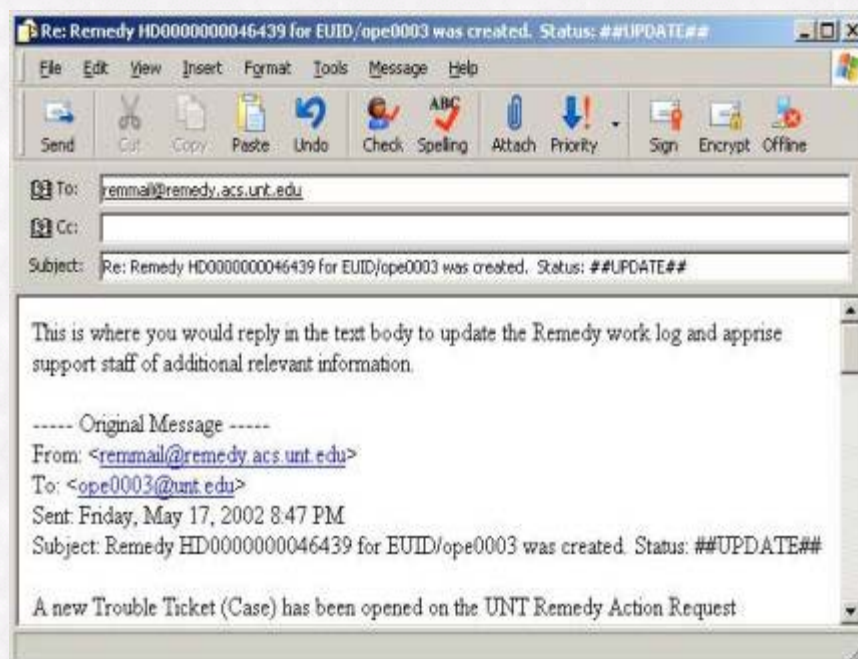 Re: Remedy HD0000000046439 for EUID/ope0003 was created. Status: ##UPDATE##
File Edit View Insert Format Tools Message Help
Send Cut Copy Paste Undo Check ABC Spelling Attach Priority Sign Encrypt Offline
To: remmail@remedy.acs.unt.edu
Cc:
Subject: Re: Remedy HD0000000046439 for EUID/ope0003 was created. Status: ##UPDATE##
This is where you would reply in the text body to update the Remedy work log and apprise
support staff of additional relevant information.
----- Original Message -----
From: <remmail@remedy.acs.unt.edu>
To: <ope0003@unt.edu>
Sent: Friday, May 17, 2002 8:47 PM
Subject: Remedy HD0000000046439 for EUID/ope0003 was created. Status: ##UPDATE##
A new Trouble Ticket (Case) has been opened on the UNT Remedy Action Request